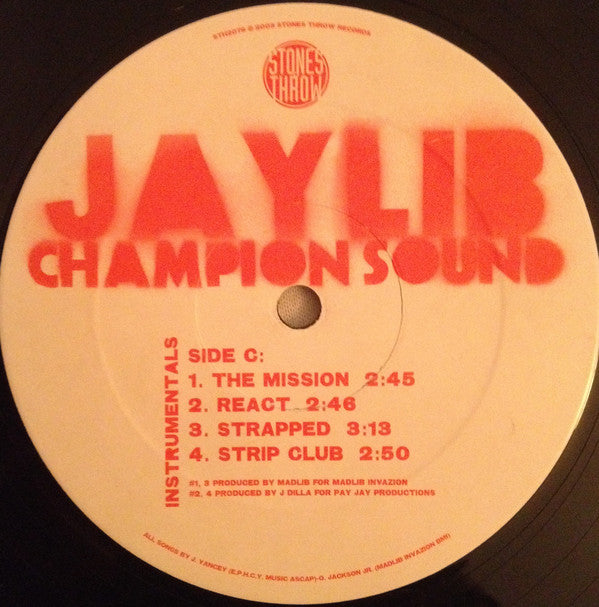 STH2079 © 2003 STONES THROW RECORDS
STONES
THROW
JAYLIB
CHAMPION SOUND
INSTRUMENTALS
SIDE C:
1. THE MISSION 2:45
2. REACT 2:46
3. STRAPPED 3:13
4. STRIP CLUB 2:50
#1, 3 PRODUCED BY MADLIB FOR MADLIB INVAZION
#2, 4 PRODUCED BY J DILLA FOR PAY JAY PRODUCTIONS
ALL SONGS BY J. YANCEY (E.P.H.C.Y. MUSIC ASCAP)-O. JACKSON JR. (MADLIB INVAZION BMI)